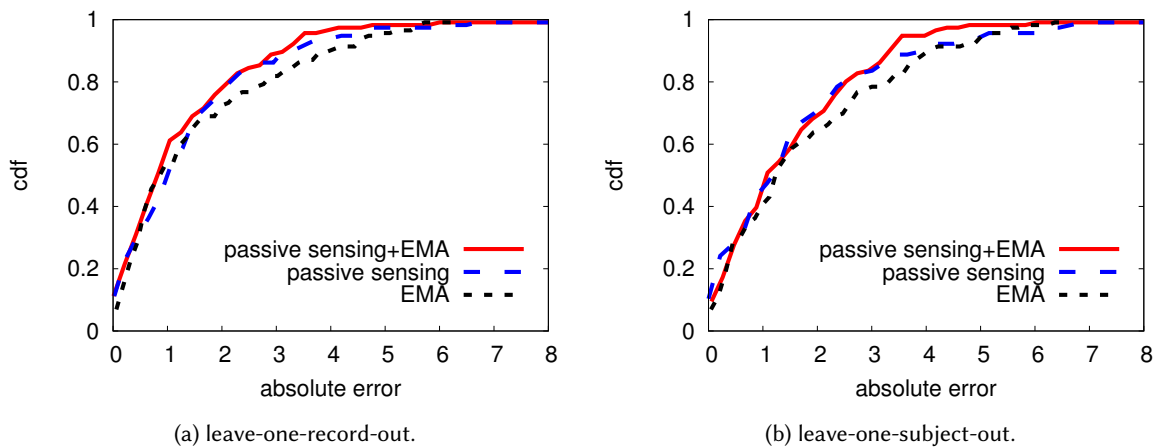 1
0.8
0.6
0.4
0.2
0
cdf
passive sensing+EMA
passive sensing
EMA
0 1 2 3 4 5 6 7 8
absolute error
(a) leave-one-record-out.
1
0.8
0.6
0.4
0.2
0
cdf
passive sensing+EMA
passive sensing
EMA
0 1 2 3 4 5 6 7 8
absolute error
(b) leave-one-subject-out.